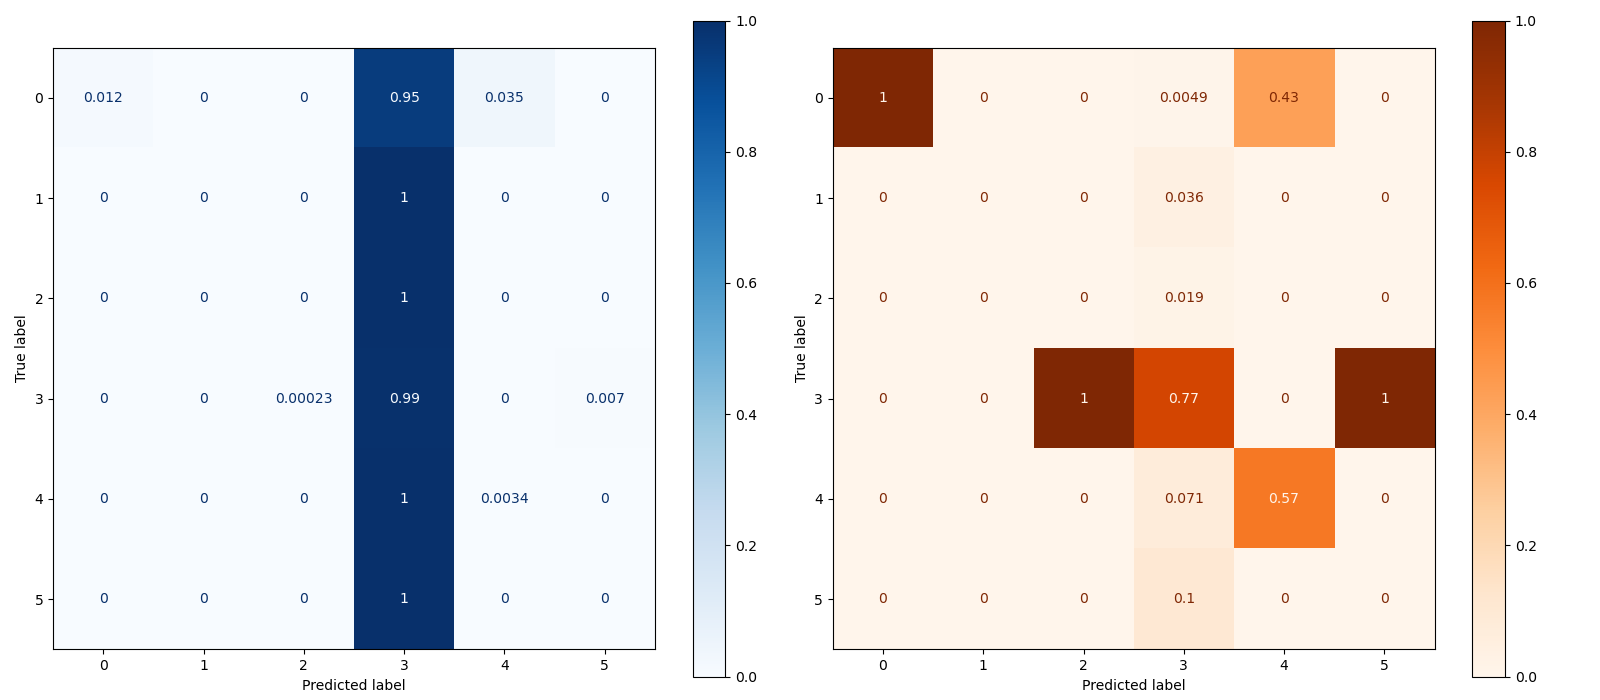 1.0
0 0.012 0 0 0.95 0.035 0
0.8
1 0 0 0 1 0 0
0.6
2 0 0 0 1 0 0
True label
3 0 0 0.00023 0.99 0 0.007
0.4
4 0 0 0 1 0.0034 0
0.2
5 0 0 0 1 0 0
0.0
0 1 2 3 4 5
Predicted label
1.0
0 1 0 0 0.0049 0.43 0
0.8
1 0 0 0 0.036 0 0
0.6
2 0 0 0 0.019 0 0
True label
3 0 0 1 0.77 0 1
0.4
4 0 0 0 0.071 0.57 0
0.2
5 0 0 0 0.1 0 0
0.0
0 1 2 3 4 5
Predicted label